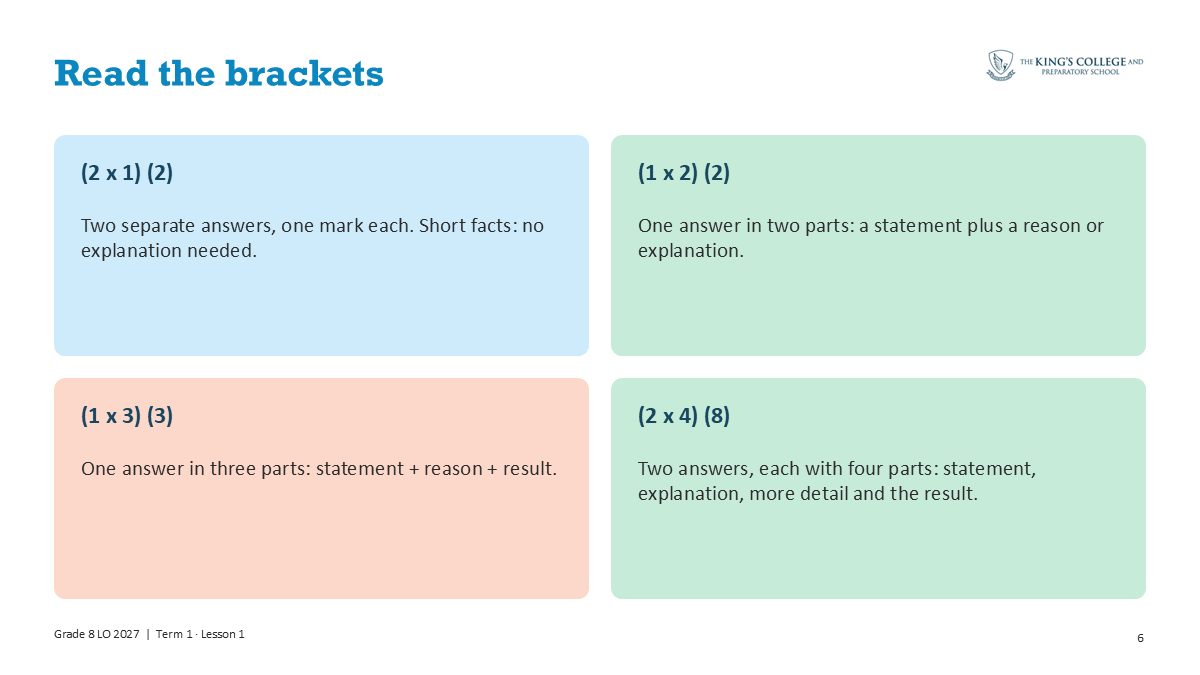 Read the brackets
THE KING'S COLLEGE AND
PREPARATORY SCHOOL
(2 x 1) (2)
Two separate answers, one mark each. Short facts: no
explanation needed.
(1 x 2) (2)
One answer in two parts: a statement plus a reason or
explanation.
(1 x 3) (3)
One answer in three parts: statement + reason + result.
(2 x 4) (8)
Two answers, each with four parts: statement,
explanation, more detail and the result.
Grade 8 LO 2027 | Term 1 · Lesson 1
6